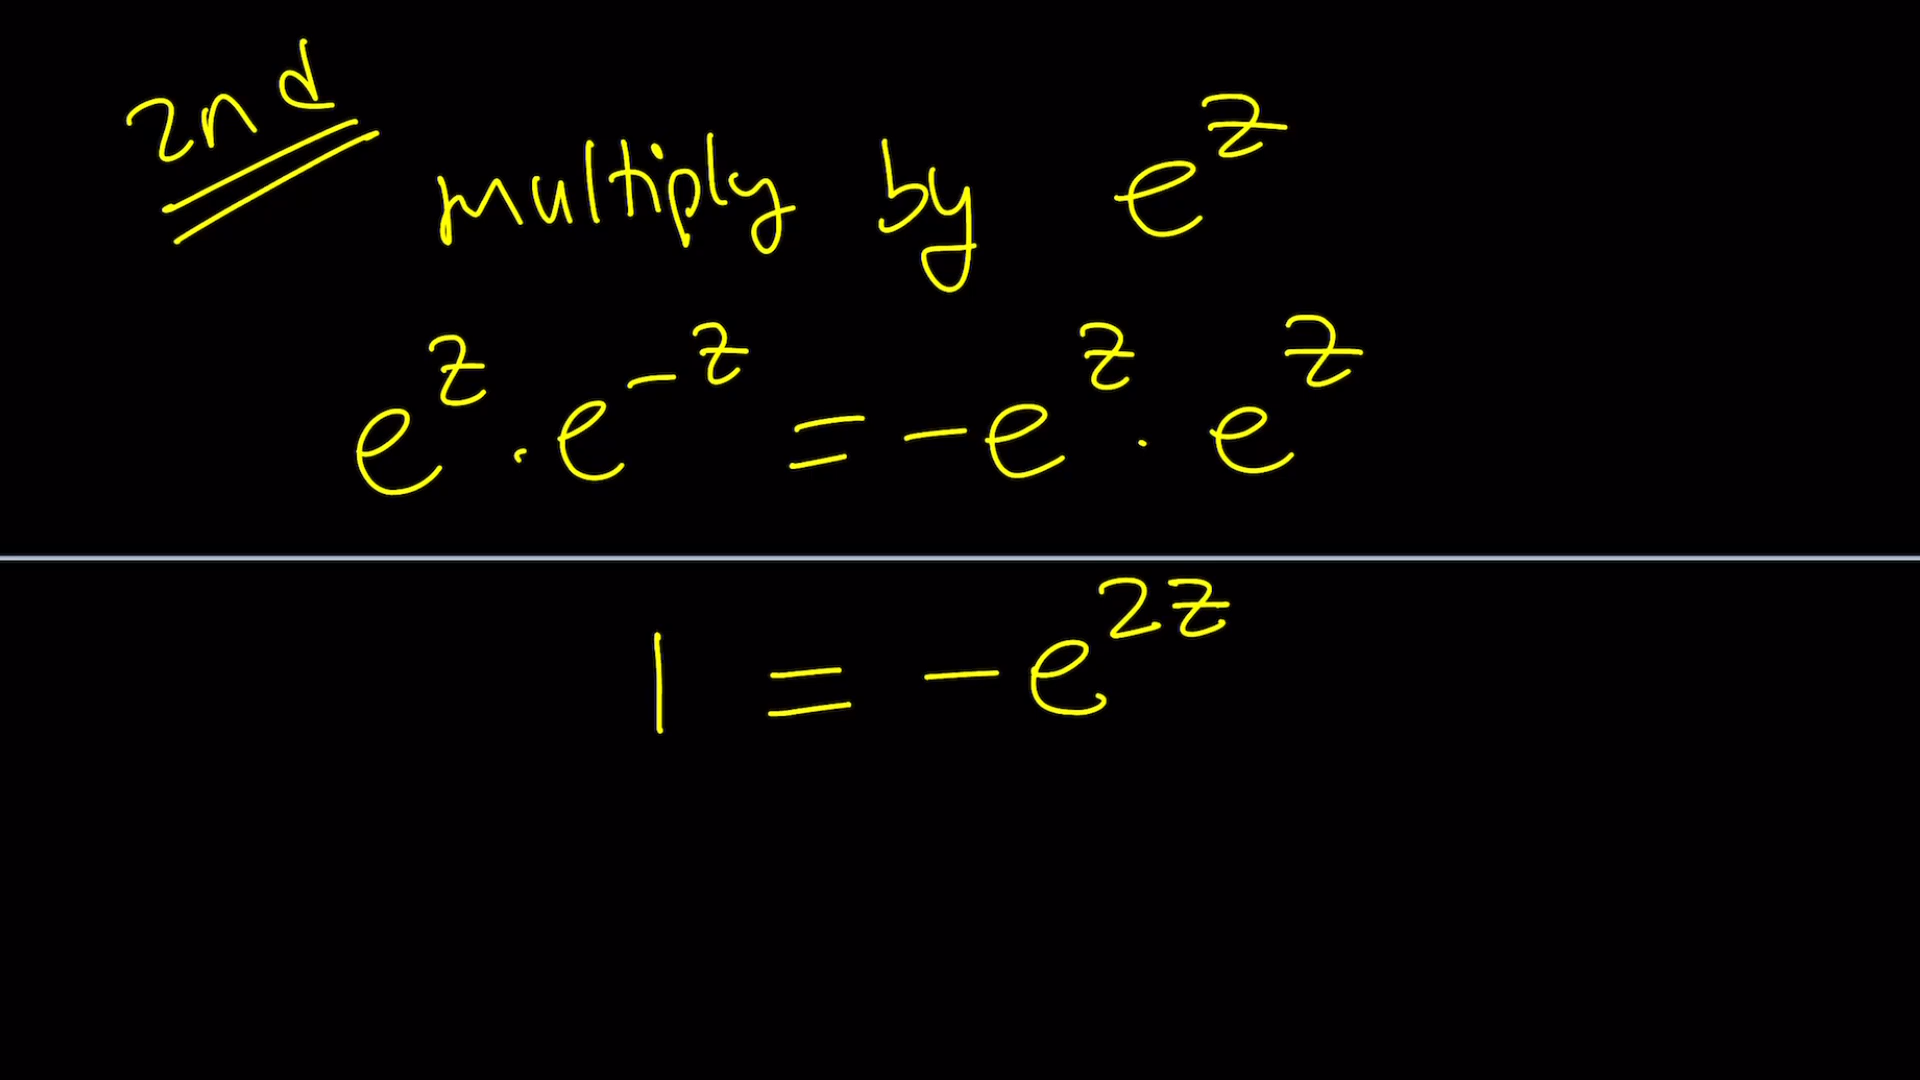 2nd
multiply by e^z
e^z · e^-z = -e^z · e^z
1 = -e^2z